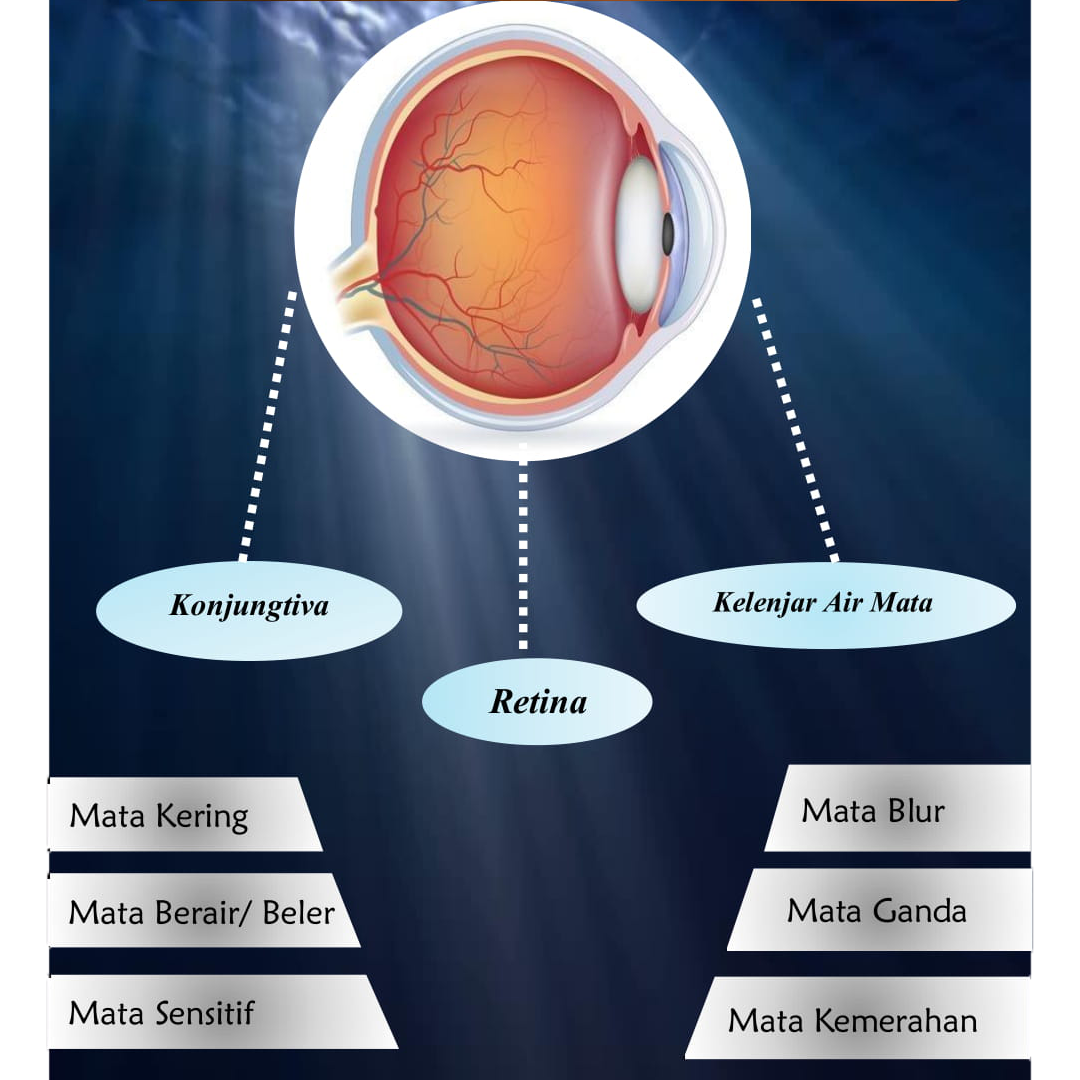 Konjungtiva
Kelenjar Air Mata
Retina
Mata Kering
Mata Blur
Mata Berair/ Beler
Mata Ganda
Mata Sensitif
Mata Kemerahan